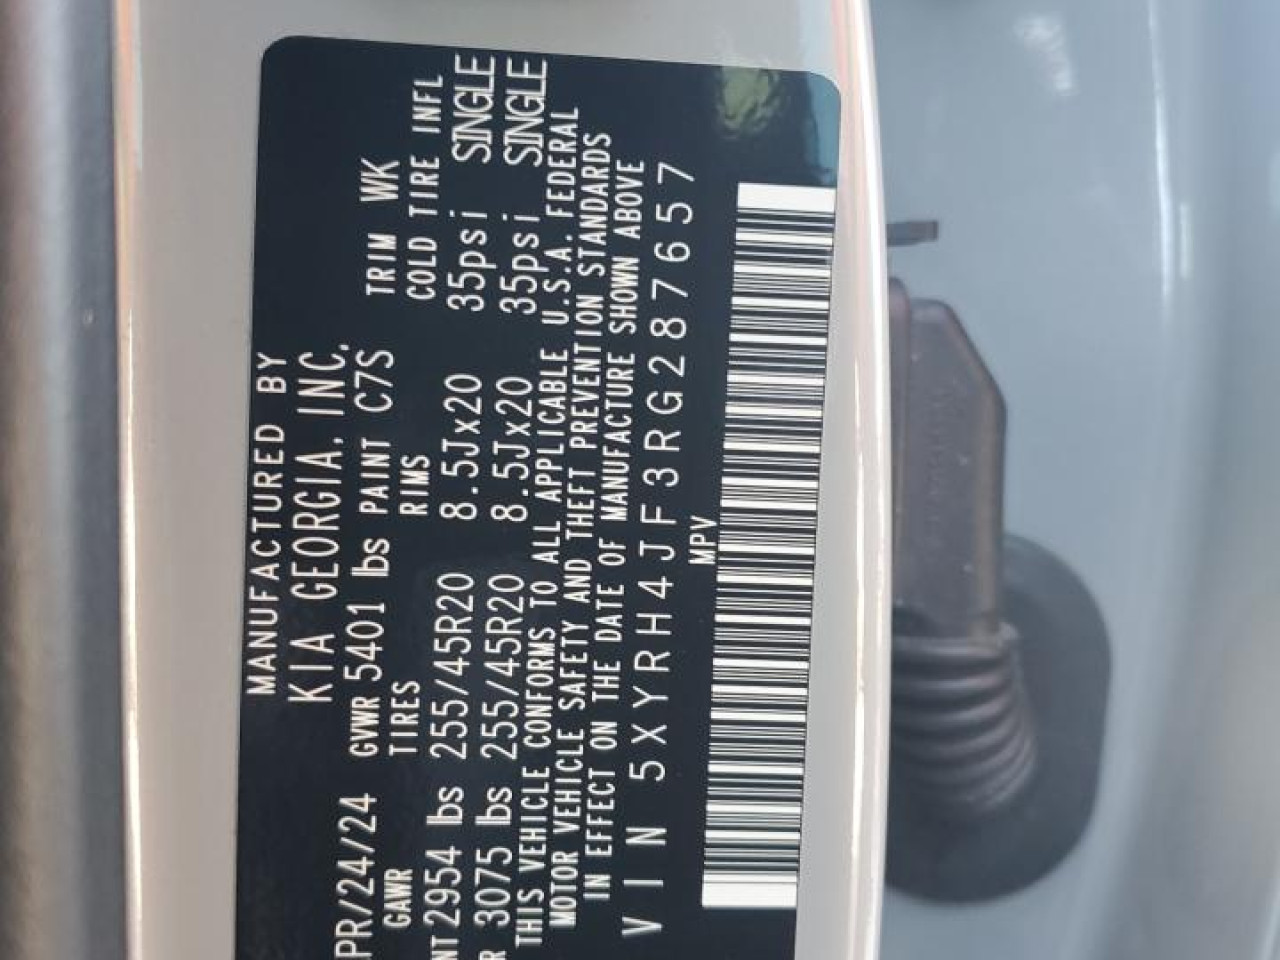 MANUFACTURED BY
KIA GEORGIA, INC.
PR/24/24 GVWR 5401 lbs PAINT C7S TRIM WK
GAWR TIRES RIMS COLD TIRE INFL
NT 2954 lbs 255/45R20 8.5Jx20 35psi SINGLE
R 3075 lbs 255/45R20 8.5Jx20 35psi SINGLE
THIS VEHICLE CONFORMS TO ALL APPLICABLE U.S.A. FEDERAL
MOTOR VEHICLE SAFETY AND THEFT PREVENTION STANDARDS
IN EFFECT ON THE DATE OF MANUFACTURE SHOWN ABOVE
VIN 5XYRH4JF3RG287657
MPV